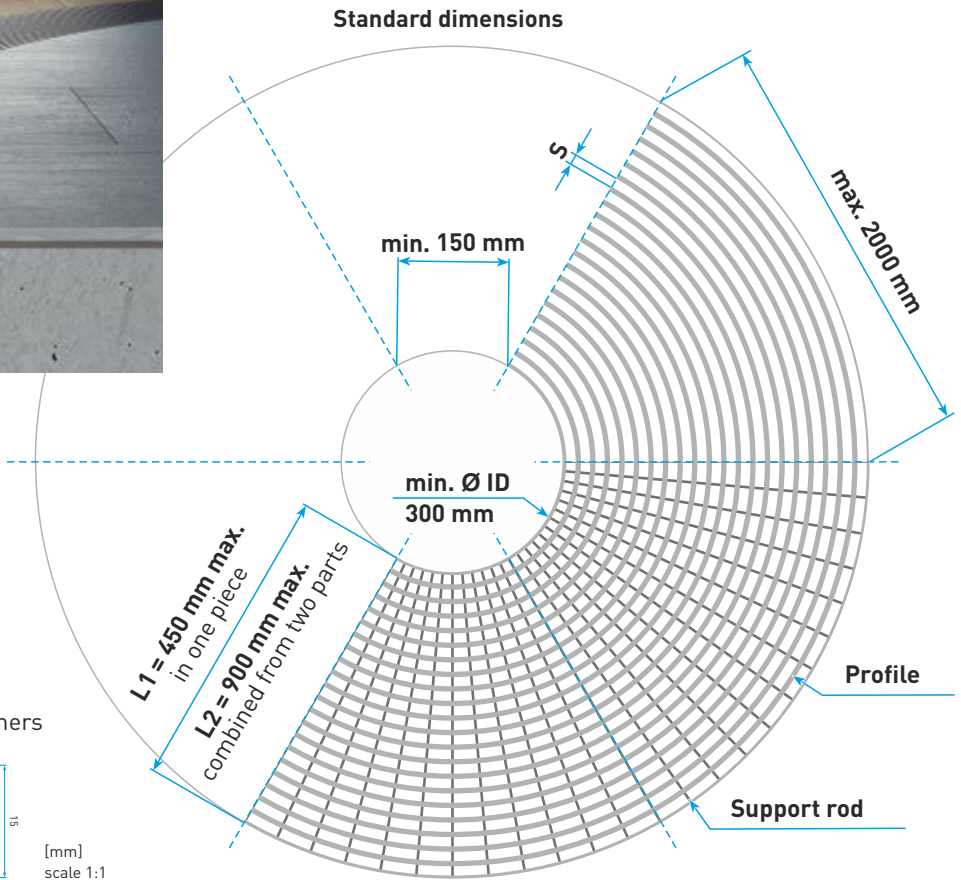 Standard dimensions
S
max. 2000 mm
min. 150 mm
min. Ø ID
300 mm
L1 = 450 mm max.
in one piece
L2 = 900 mm max.
combined from two parts
Profile
Support rod
ners
15
[mm]
scale 1:1